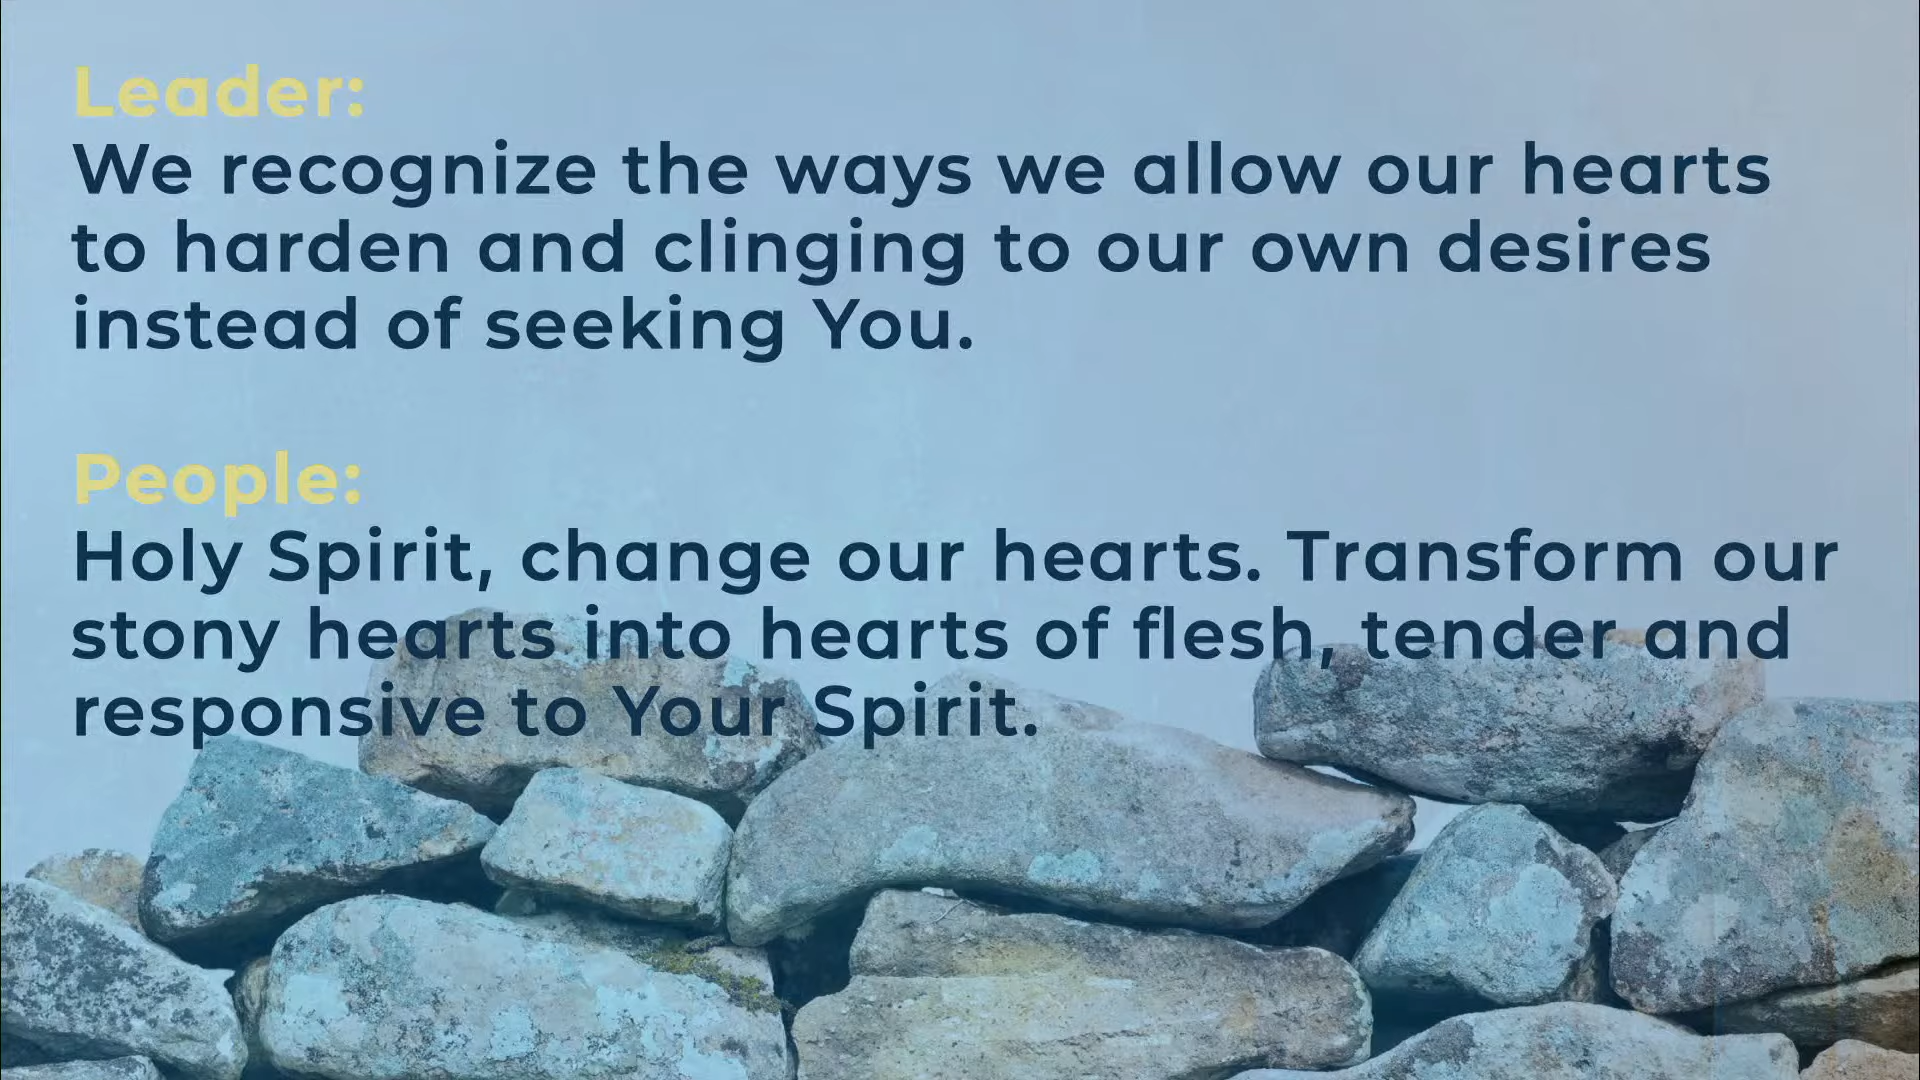 Leader:
We recognize the ways we allow our hearts
to harden and clinging to our own desires
instead of seeking You.
People:
Holy Spirit, change our hearts. Transform our
stony hearts into hearts of flesh, tender and
responsive to Your Spirit.